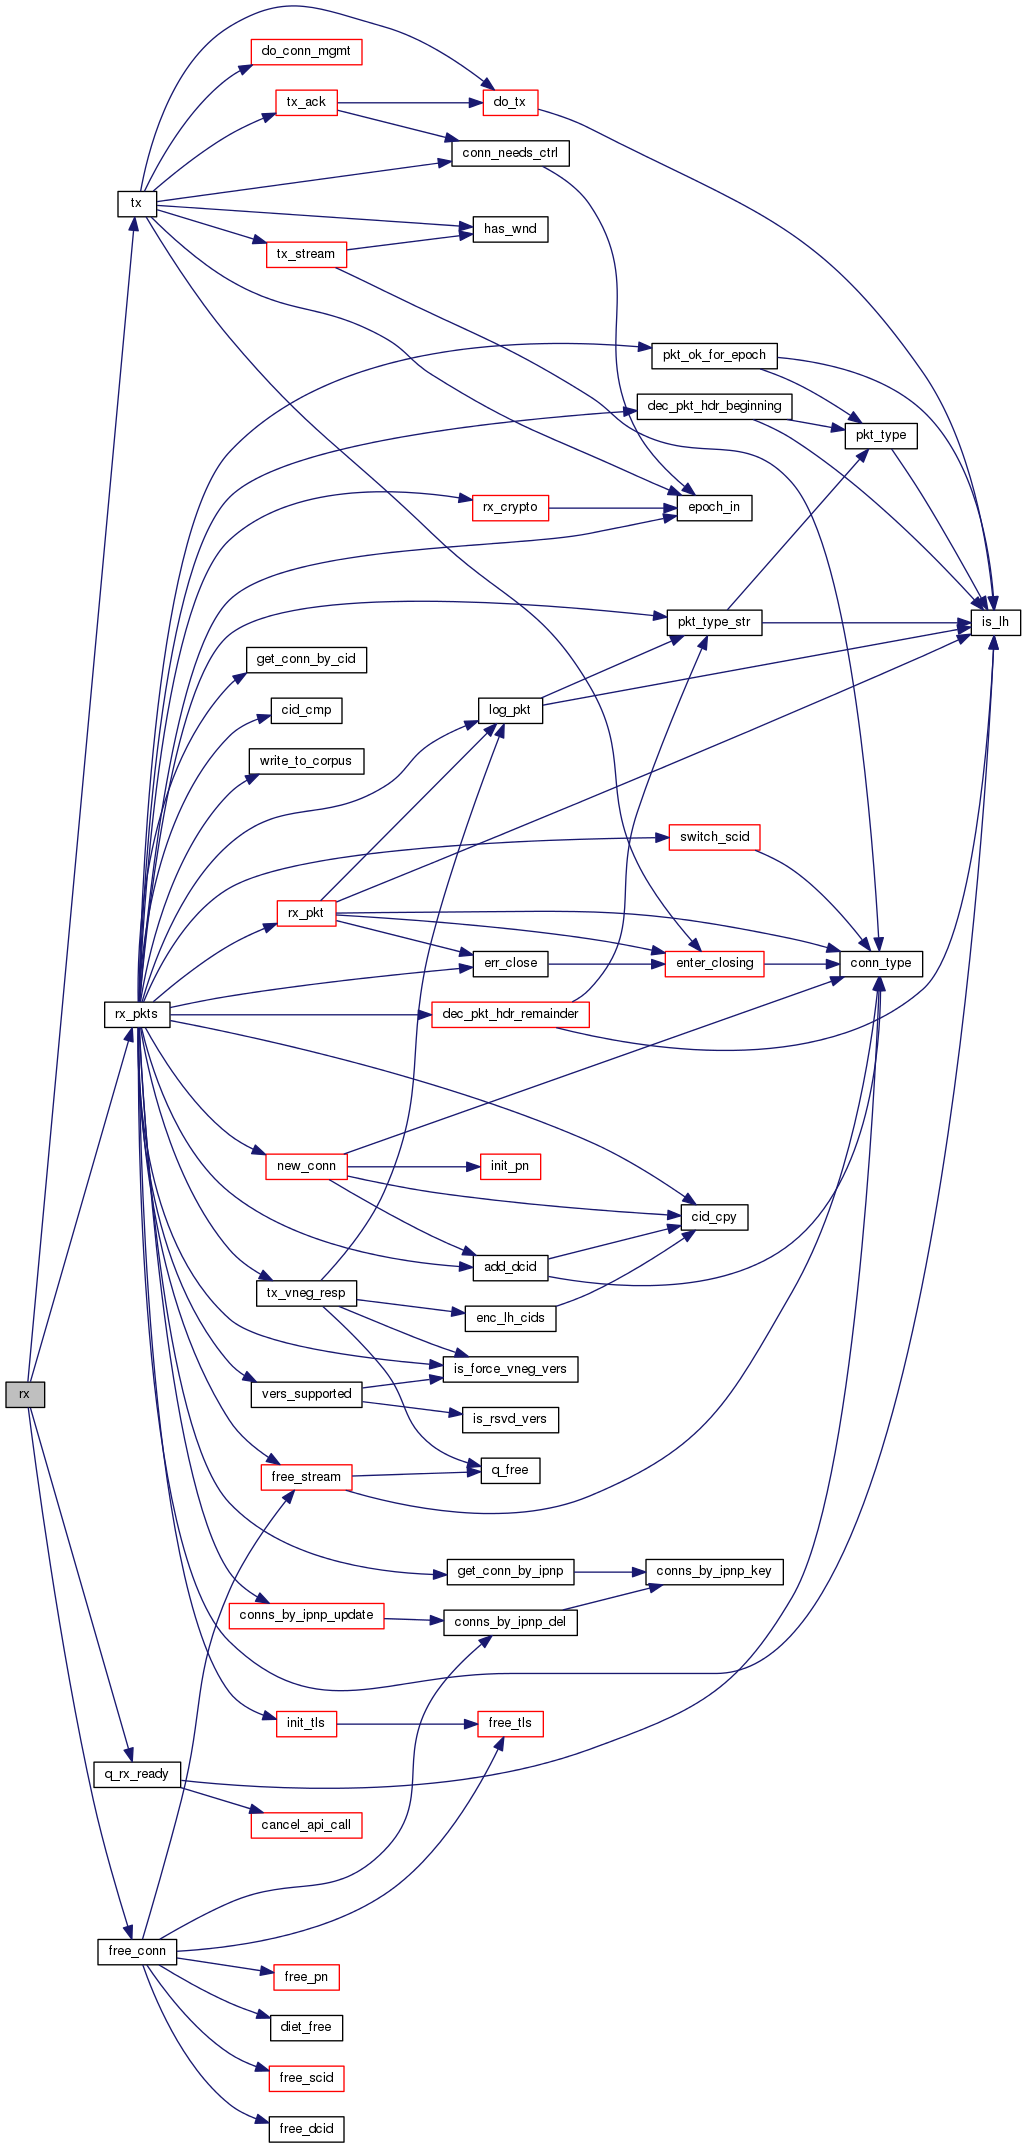 do_conn_mgmt
tx_ack
do_tx
conn_needs_ctrl
tx
has_wnd
tx_stream
pkt_ok_for_epoch
dec_pkt_hdr_beginning
pkt_type
rx_crypto
epoch_in
pkt_type_str
is_lh
get_conn_by_cid
cid_cmp
log_pkt
write_to_corpus
switch_scid
rx_pkt
err_close
enter_closing
conn_type
rx_pkts
dec_pkt_hdr_remainder
new_conn
init_pn
cid_cpy
add_dcid
tx_vneg_resp
enc_lh_cids
is_force_vneg_vers
rx
vers_supported
is_rsvd_vers
free_stream
q_free
get_conn_by_ipnp
conns_by_ipnp_key
conns_by_ipnp_update
conns_by_ipnp_del
init_tls
free_tls
q_rx_ready
cancel_api_call
free_conn
free_pn
diet_free
free_scid
free_dcid